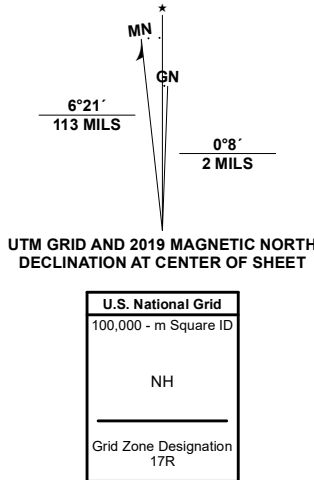 ★
MN
GN
6°21´
113 MILS
0°8´
2 MILS
UTM GRID AND 2019 MAGNETIC NORTH
DECLINATION AT CENTER OF SHEET
U.S. National Grid
100,000 - m Square ID
NH
Grid Zone Designation
17R